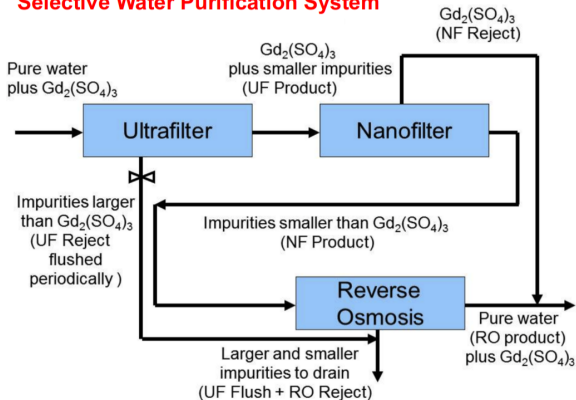 Selective Water Purification System
Gd₂(SO₄)₃
(NF Reject)
Gd₂(SO₄)₃
plus smaller impurities
(UF Product)
Pure water
plus Gd₂(SO₄)₃
Ultrafilter
Nanofilter
Impurities larger
than Gd₂(SO₄)₃
(UF Reject
flushed
periodically )
Impurities smaller than Gd₂(SO₄)₃
(NF Product)
Reverse
Osmosis
Pure water
(RO product)
plus Gd₂(SO₄)₃
Larger and smaller
impurities to drain
(UF Flush + RO Reject)